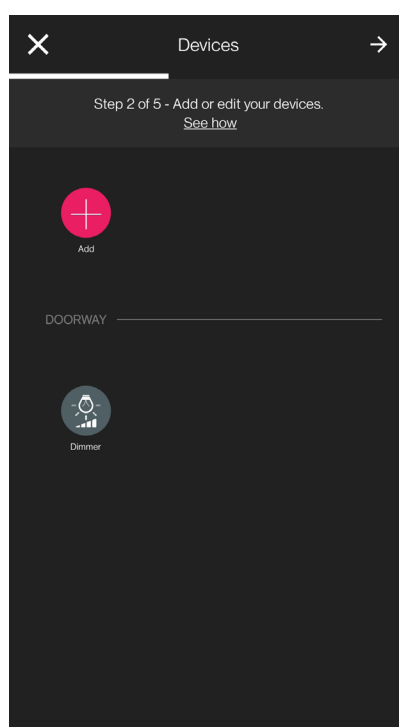 Devices
Step 2 of 5 - Add or edit your devices.
See how
Add
DOORWAY
Dimmer